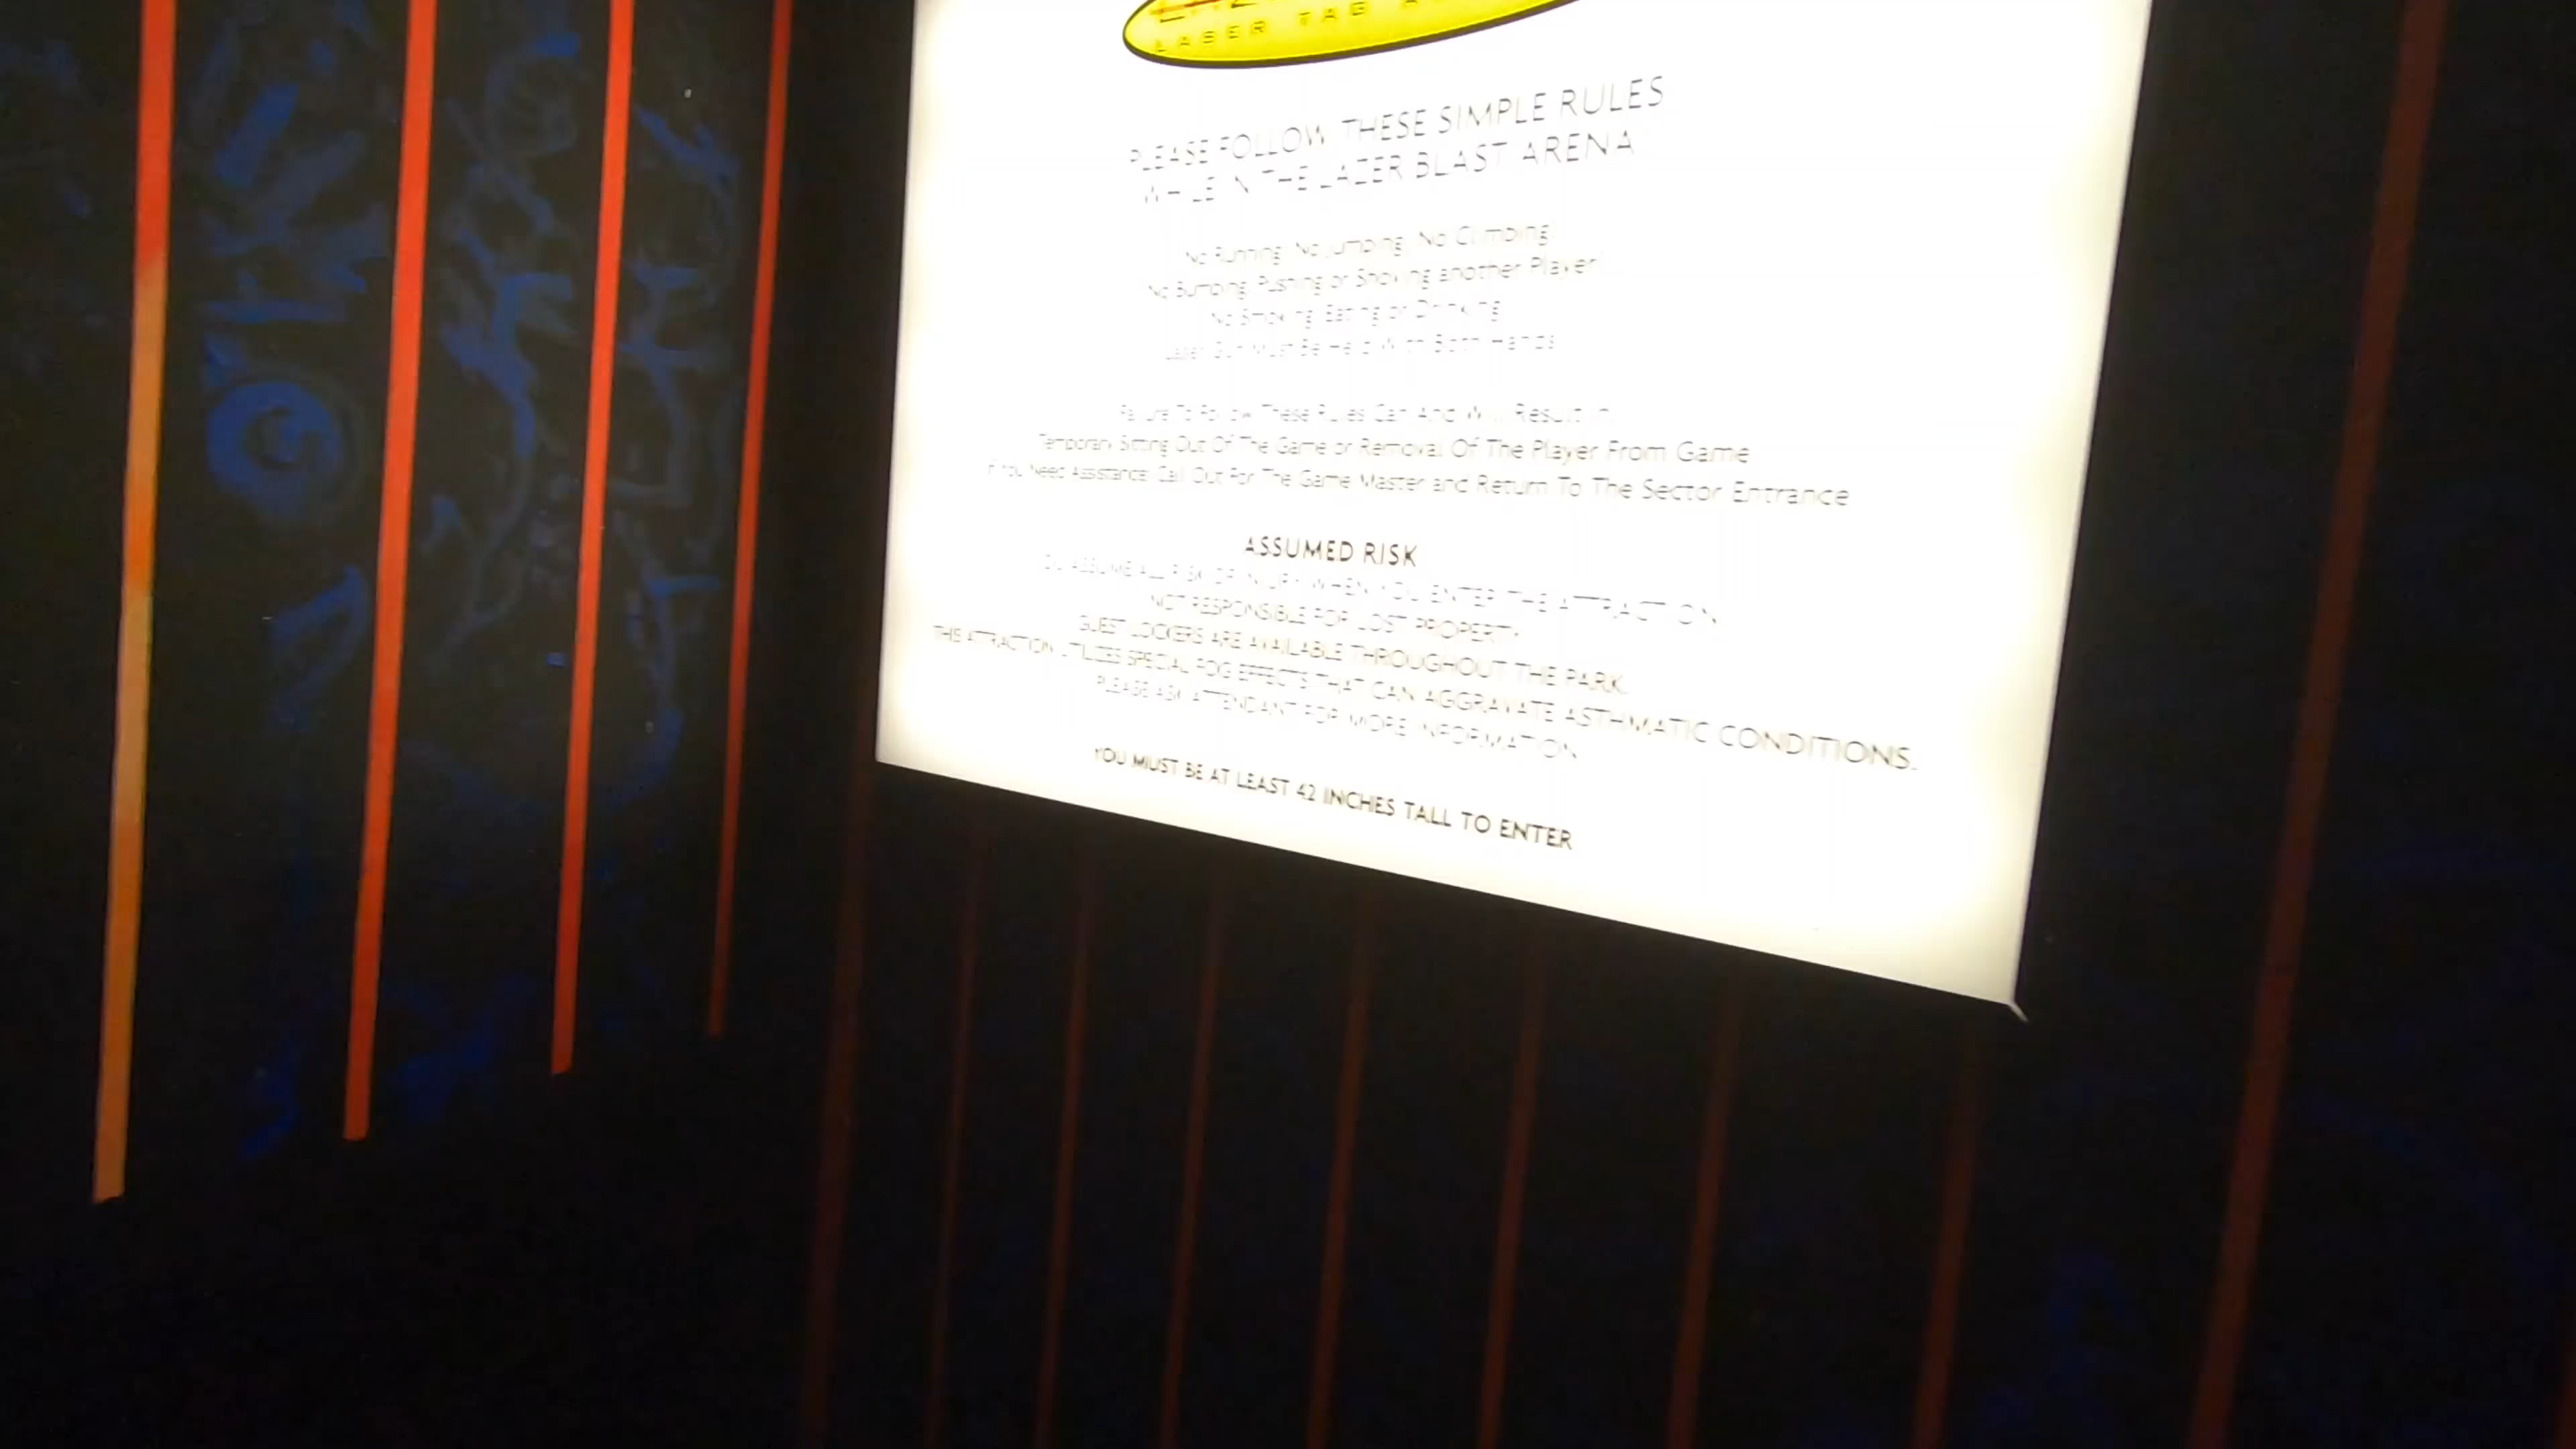 LASER TAG
PLEASE FOLLOW THESE SIMPLE RULES
WHILE IN THE LAZER BLAST ARENA
No Running, No Jumping, No Climbing!
No Bumping, Pushing or Shoving another Player!
No Smoking, Eating or Drinking
Laser Gun Must Be Held With Both Hands
Failure To Follow These Rules Can And Will Result In
Temporary Sitting Out Of The Game or Removal Of The Player From Game
If You Need Assistance, Call Out For The Game Master and Return To The Sector Entrance
ASSUMED RISK
YOU ASSUME ALL RISK OF INJURY WHEN YOU ENTER THE ATTRACTION
NOT RESPONSIBLE FOR LOST PROPERTY
GUEST LOCKERS ARE AVAILABLE THROUGHOUT THE PARK.
THIS ATTRACTION UTILIZES SPECIAL FOG EFFECTS THAT CAN AGGRAVATE ASTHMATIC CONDITIONS.
PLEASE ASK ATTENDANT FOR MORE INFORMATION
YOU MUST BE AT LEAST 42 INCHES TALL TO ENTER